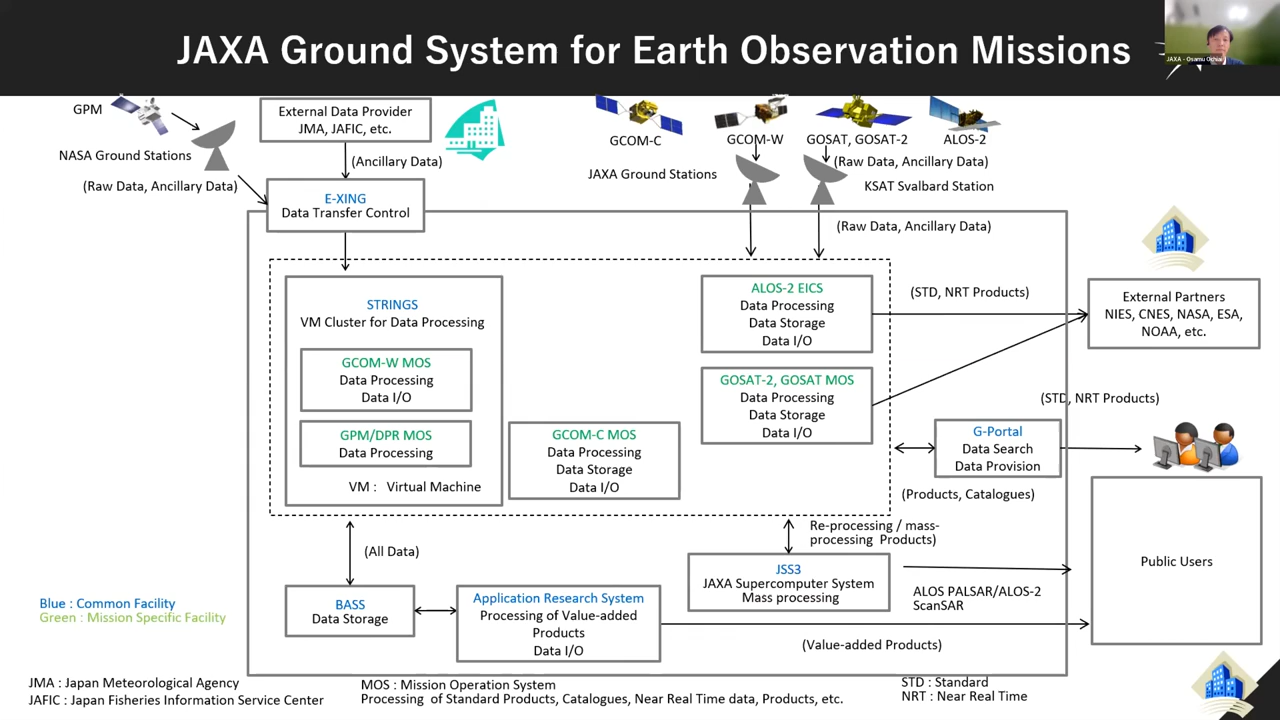 JAXA Ground System for Earth Observation Missions
JAXA - Osamu Ochiai
GPM
External Data Provider
JMA, JAFIC, etc.
GCOM-C
GCOM-W
GOSAT, GOSAT-2
ALOS-2
NASA Ground Stations
(Ancillary Data)
(Raw Data, Ancillary Data)
JAXA Ground Stations
(Raw Data, Ancillary Data)
KSAT Svalbard Station
E-XING
Data Transfer Control
(Raw Data, Ancillary Data)
STRINGS
VM Cluster for Data Processing
GCOM-W MOS
Data Processing
Data I/O
GPM/DPR MOS
Data Processing
VM : Virtual Machine
GCOM-C MOS
Data Processing
Data Storage
Data I/O
ALOS-2 EICS
Data Processing
Data Storage
Data I/O
GOSAT-2, GOSAT MOS
Data Processing
Data Storage
Data I/O
(STD, NRT Products)
External Partners
NIES, CNES, NASA, ESA,
NOAA, etc.
(STD, NRT Products)
G-Portal
Data Search
Data Provision
(Products, Catalogues)
Public Users
(All Data)
Re-processing / mass-
processing Products)
JSS3
JAXA Supercomputer System
Mass processing
ALOS PALSAR/ALOS-2
ScanSAR
BASS
Data Storage
Application Research System
Processing of Value-added
Products
Data I/O
(Value-added Products)
Blue : Common Facility
Green : Mission Specific Facility
JMA : Japan Meteorological Agency
JAFIC : Japan Fisheries Information Service Center
MOS : Mission Operation System
Processing of Standard Products, Catalogues, Near Real Time data, Products, etc.
STD : Standard
NRT : Near Real Time